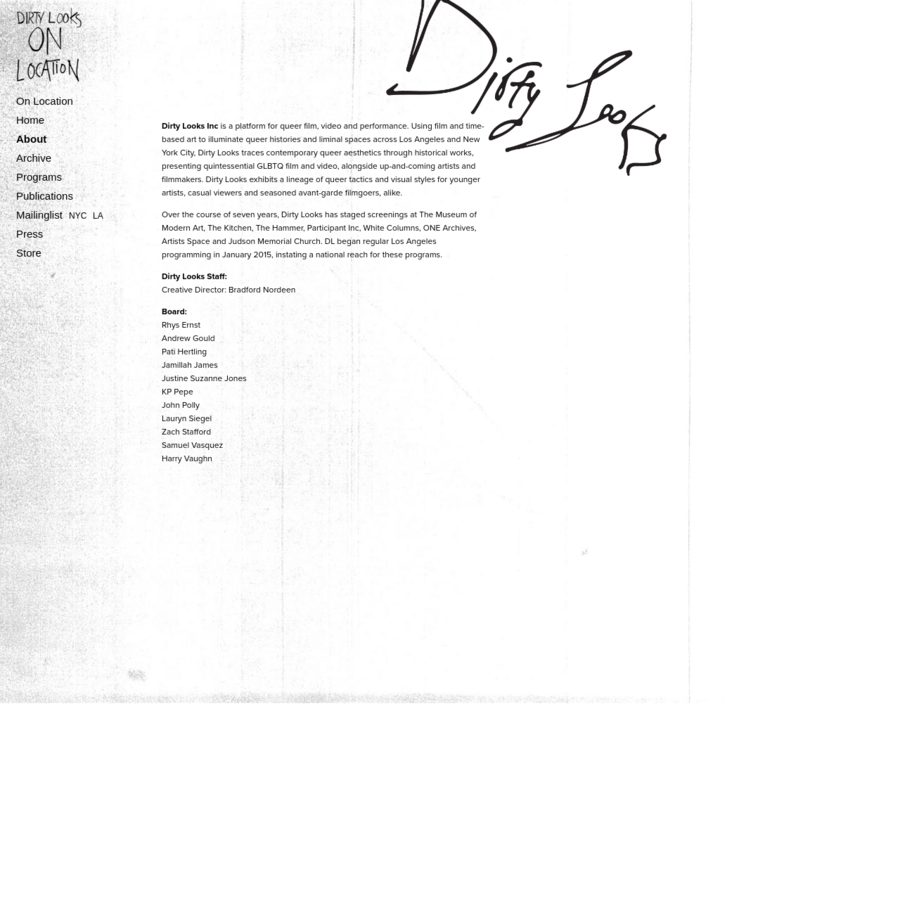 DIRTY LOOKS
ON
LOCATION
On Location
Home
About
Archive
Programs
Publications
Mailinglist NYC LA
Press
Store
Dirty Looks
Dirty Looks Inc is a platform for queer film, video and performance. Using film and time-
based art to illuminate queer histories and liminal spaces across Los Angeles and New
York City, Dirty Looks traces contemporary queer aesthetics through historical works,
presenting quintessential GLBTQ film and video, alongside up-and-coming artists and
filmmakers. Dirty Looks exhibits a lineage of queer tactics and visual styles for younger
artists, casual viewers and seasoned avant-garde filmgoers, alike.
Over the course of seven years, Dirty Looks has staged screenings at The Museum of
Modern Art, The Kitchen, The Hammer, Participant Inc, White Columns, ONE Archives,
Artists Space and Judson Memorial Church. DL began regular Los Angeles
programming in January 2015, instating a national reach for these programs.
Dirty Looks Staff:
Creative Director: Bradford Nordeen
Board:
Rhys Ernst
Andrew Gould
Pati Hertling
Jamillah James
Justine Suzanne Jones
KP Pepe
John Polly
Lauryn Siegel
Zach Stafford
Samuel Vasquez
Harry Vaughn